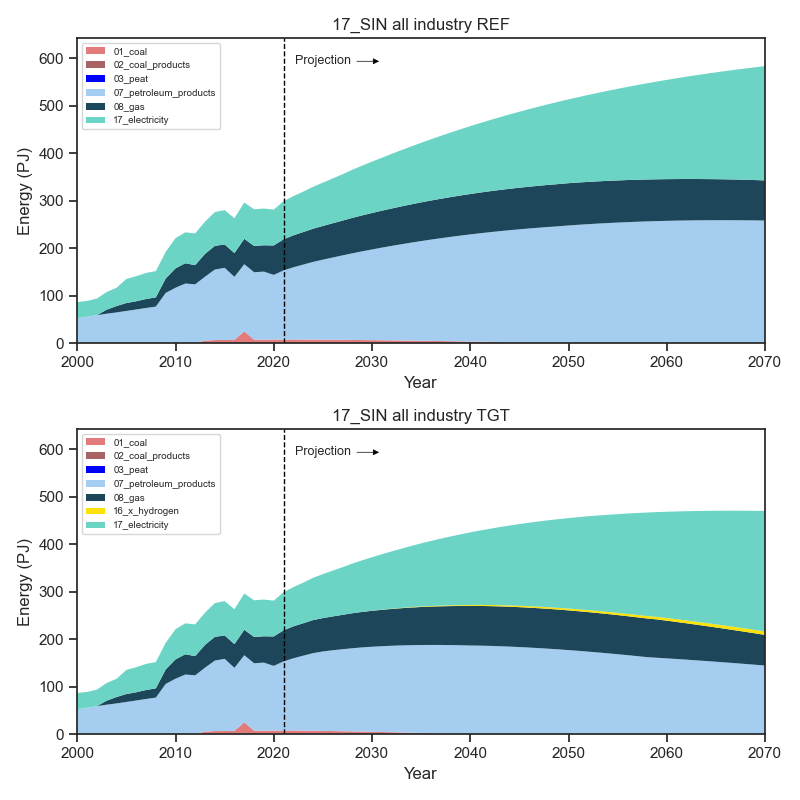 17_SIN all industry REF
01_coal
02_coal_products
03_peat
07_petroleum_products
08_gas
17_electricity
Projection
600
500
400
300
200
100
0
Energy (PJ)
2000 2010 2020 2030 2040 2050 2060 2070
Year
17_SIN all industry TGT
01_coal
02_coal_products
03_peat
07_petroleum_products
08_gas
16_x_hydrogen
17_electricity
Projection
600
500
400
300
200
100
0
Energy (PJ)
2000 2010 2020 2030 2040 2050 2060 2070
Year